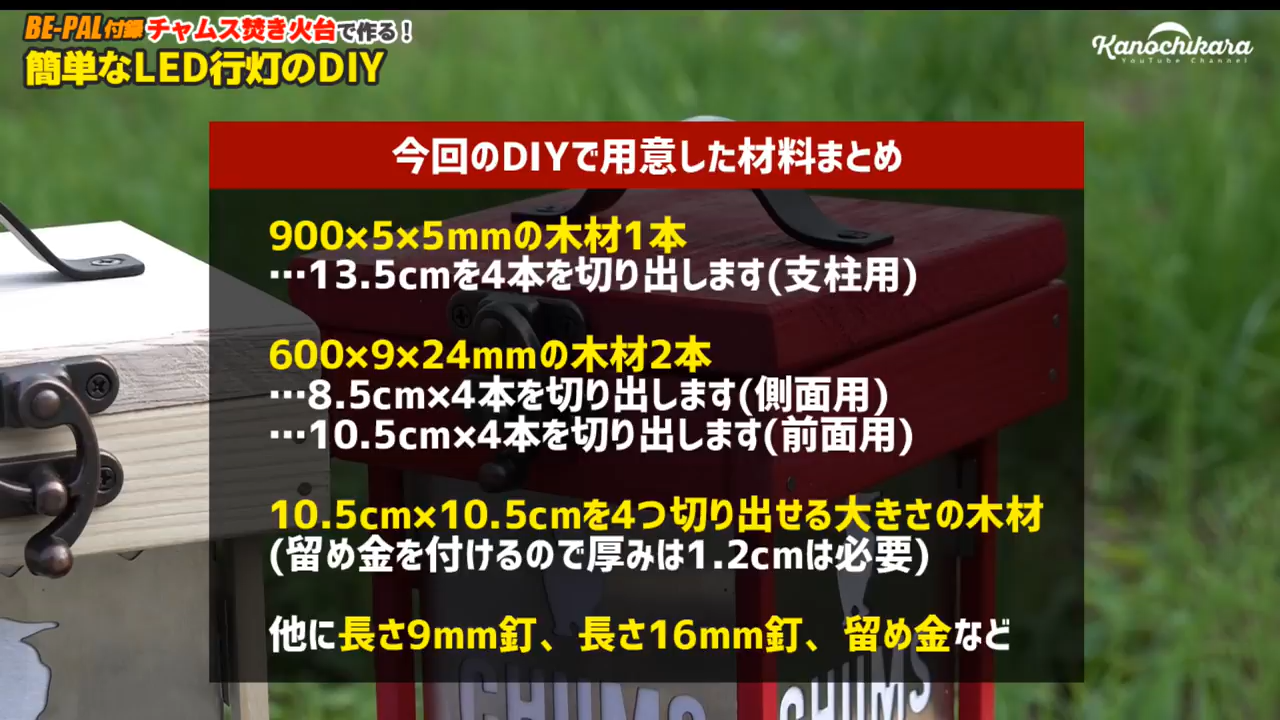 BE-PAL付録チャムス焚き火台で作る！
簡単なLED行灯のDIY
Kanochikara
YouTube Channel
今回のDIYで用意した材料まとめ
900×5×5mmの木材1本
…13.5cmを4本を切り出します(支柱用)
600×9×24mmの木材2本
…8.5cm×4本を切り出します(側面用)
…10.5cm×4本を切り出します(前面用)
10.5cm×10.5cmを4つ切り出せる大きさの木材
(留め金を付けるので厚みは1.2cmは必要)
他に長さ9mm釘、長さ16mm釘、留め金など
CHUMS
CHUMS